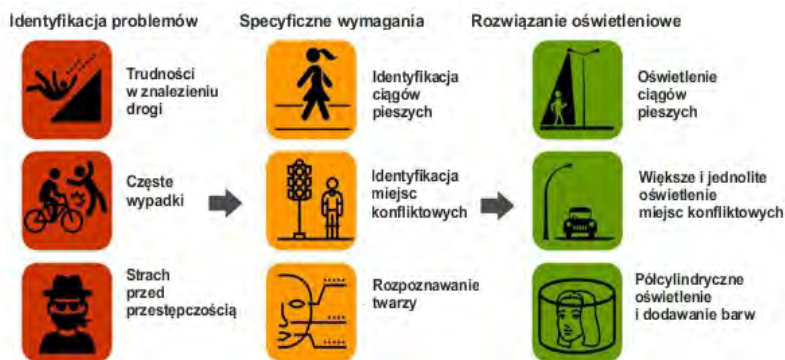 Identyfikacja problemów
Specyficzne wymagania
Rozwiązanie oświetleniowe
Trudności
w znalezieniu
drogi
Identyfikacja
ciągów
pieszych
Oświetlenie
ciągów
pieszych
Częste
wypadki
Identyfikacja
miejsc
konfliktowych
Większe i jednolite
oświetlenie
miejsc konfliktowych
Strach
przed
przestępczością
Rozpoznawanie
twarzy
Półcylindryczne
oświetlenie
i dodawanie barw